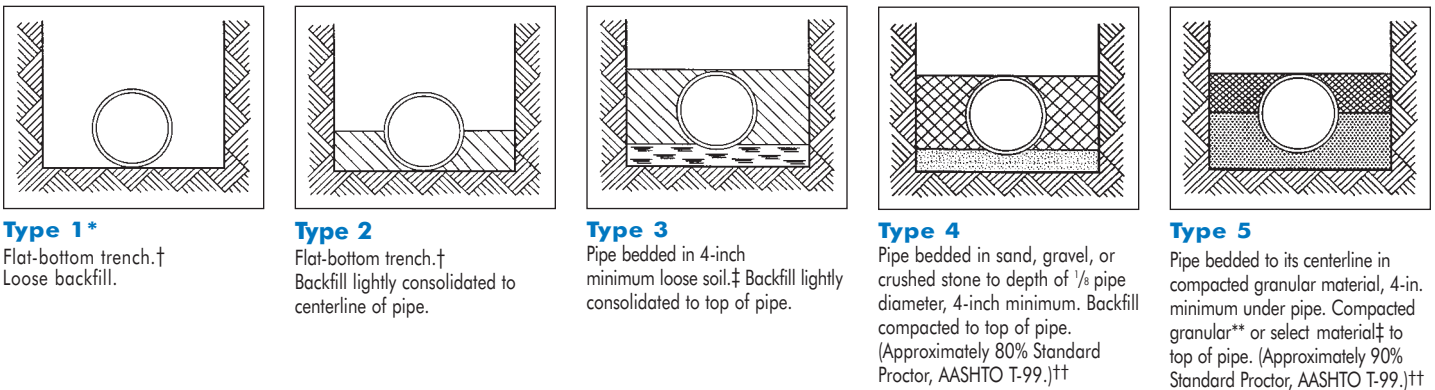 Type 1*
Flat-bottom trench.†
Loose backfill.
Type 2
Flat-bottom trench.†
Backfill lightly consolidated to
centerline of pipe.
Type 3
Pipe bedded in 4-inch
minimum loose soil.‡ Backfill lightly
consolidated to top of pipe.
Type 4
Pipe bedded in sand, gravel, or
crushed stone to depth of 1/8 pipe
diameter, 4-inch minimum. Backfill
compacted to top of pipe.
(Approximately 80% Standard
Proctor, AASHTO T-99.)††
Type 5
Pipe bedded to its centerline in
compacted granular material, 4-in.
minimum under pipe. Compacted
granular** or select material‡ to
top of pipe. (Approximately 90%
Standard Proctor, AASHTO T-99.)††